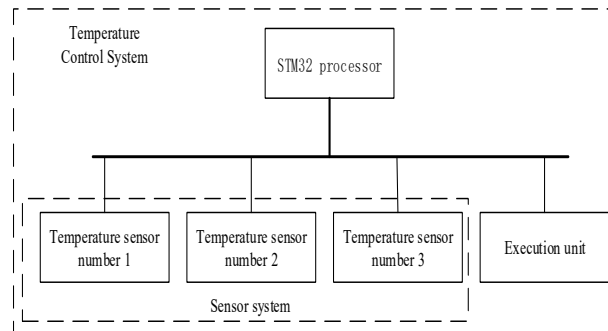 Temperature
Control System
STM32 processor
Temperature sensor
number 1
Temperature sensor
number 2
Temperature sensor
number 3
Execution unit
Sensor system